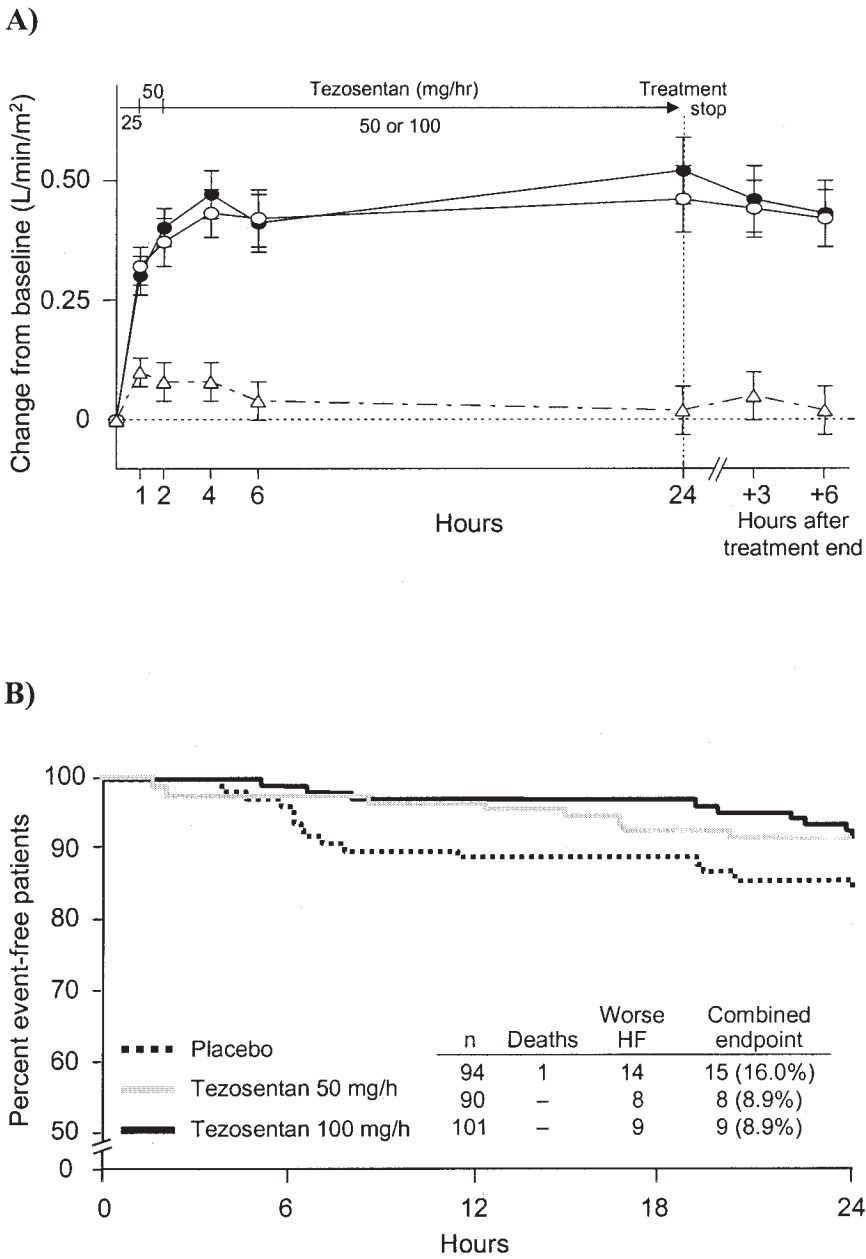 A)
50
Tezosentan (mg/hr)
Treatment
stop
25
50 or 100
Change from baseline (L/min/m²)
0.50
0.25
0
1 2 4 6 24 +3 +6
Hours
Hours after
treatment end
B)
Percent event-free patients
100
90
80
70
60
50
0
Worse Combined
n Deaths HF endpoint
Placebo 94 1 14 15 (16.0%)
Tezosentan 50 mg/h 90 – 8 8 (8.9%)
Tezosentan 100 mg/h 101 – 9 9 (8.9%)
0 6 12 18 24
Hours